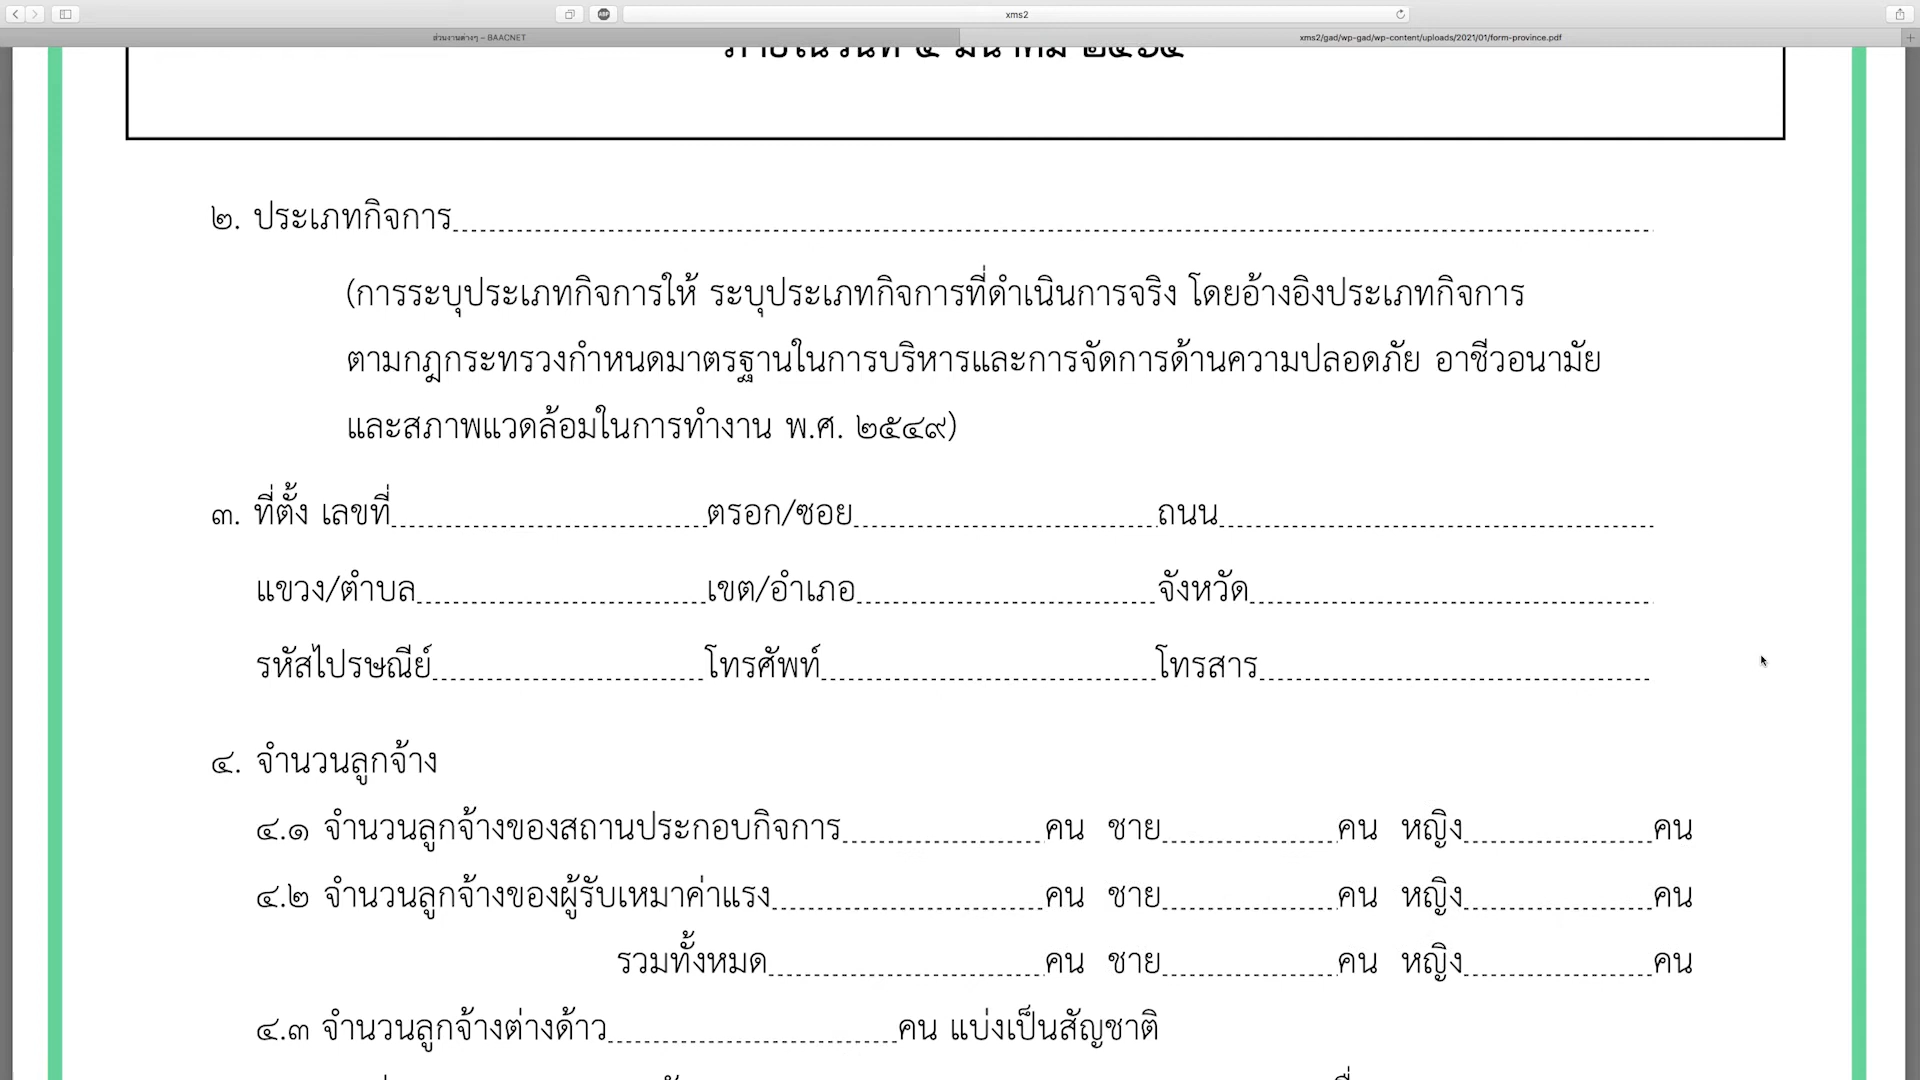 xms2
ส่วนงานต่างๆ – BAACNET
xms2/gad/wp-gad/wp-content/uploads/2021/01/form-province.pdf
ภายในวันที่ ๕ มีนาคม ๒๕๖๕
๒. ประเภทกิจการ
(การระบุประเภทกิจการให้ ระบุประเภทกิจการที่ดำเนินการจริง โดยอ้างอิงประเภทกิจการ
ตามกฎกระทรวงกำหนดมาตรฐานในการบริหารและการจัดการด้านความปลอดภัย อาชีวอนามัย
และสภาพแวดล้อมในการทำงาน พ.ศ. ๒๕๔๙)
๓. ที่ตั้ง เลขที่ ตรอก/ซอย ถนน
แขวง/ตำบล เขต/อำเภอ จังหวัด
รหัสไปรษณีย์ โทรศัพท์ โทรสาร
๔. จำนวนลูกจ้าง
๔.๑ จำนวนลูกจ้างของสถานประกอบกิจการ คน ชาย คน หญิง คน
๔.๒ จำนวนลูกจ้างของผู้รับเหมาค่าแรง คน ชาย คน หญิง คน
รวมทั้งหมด คน ชาย คน หญิง คน
๔.๓ จำนวนลูกจ้างต่างด้าว คน แบ่งเป็นสัญชาติ